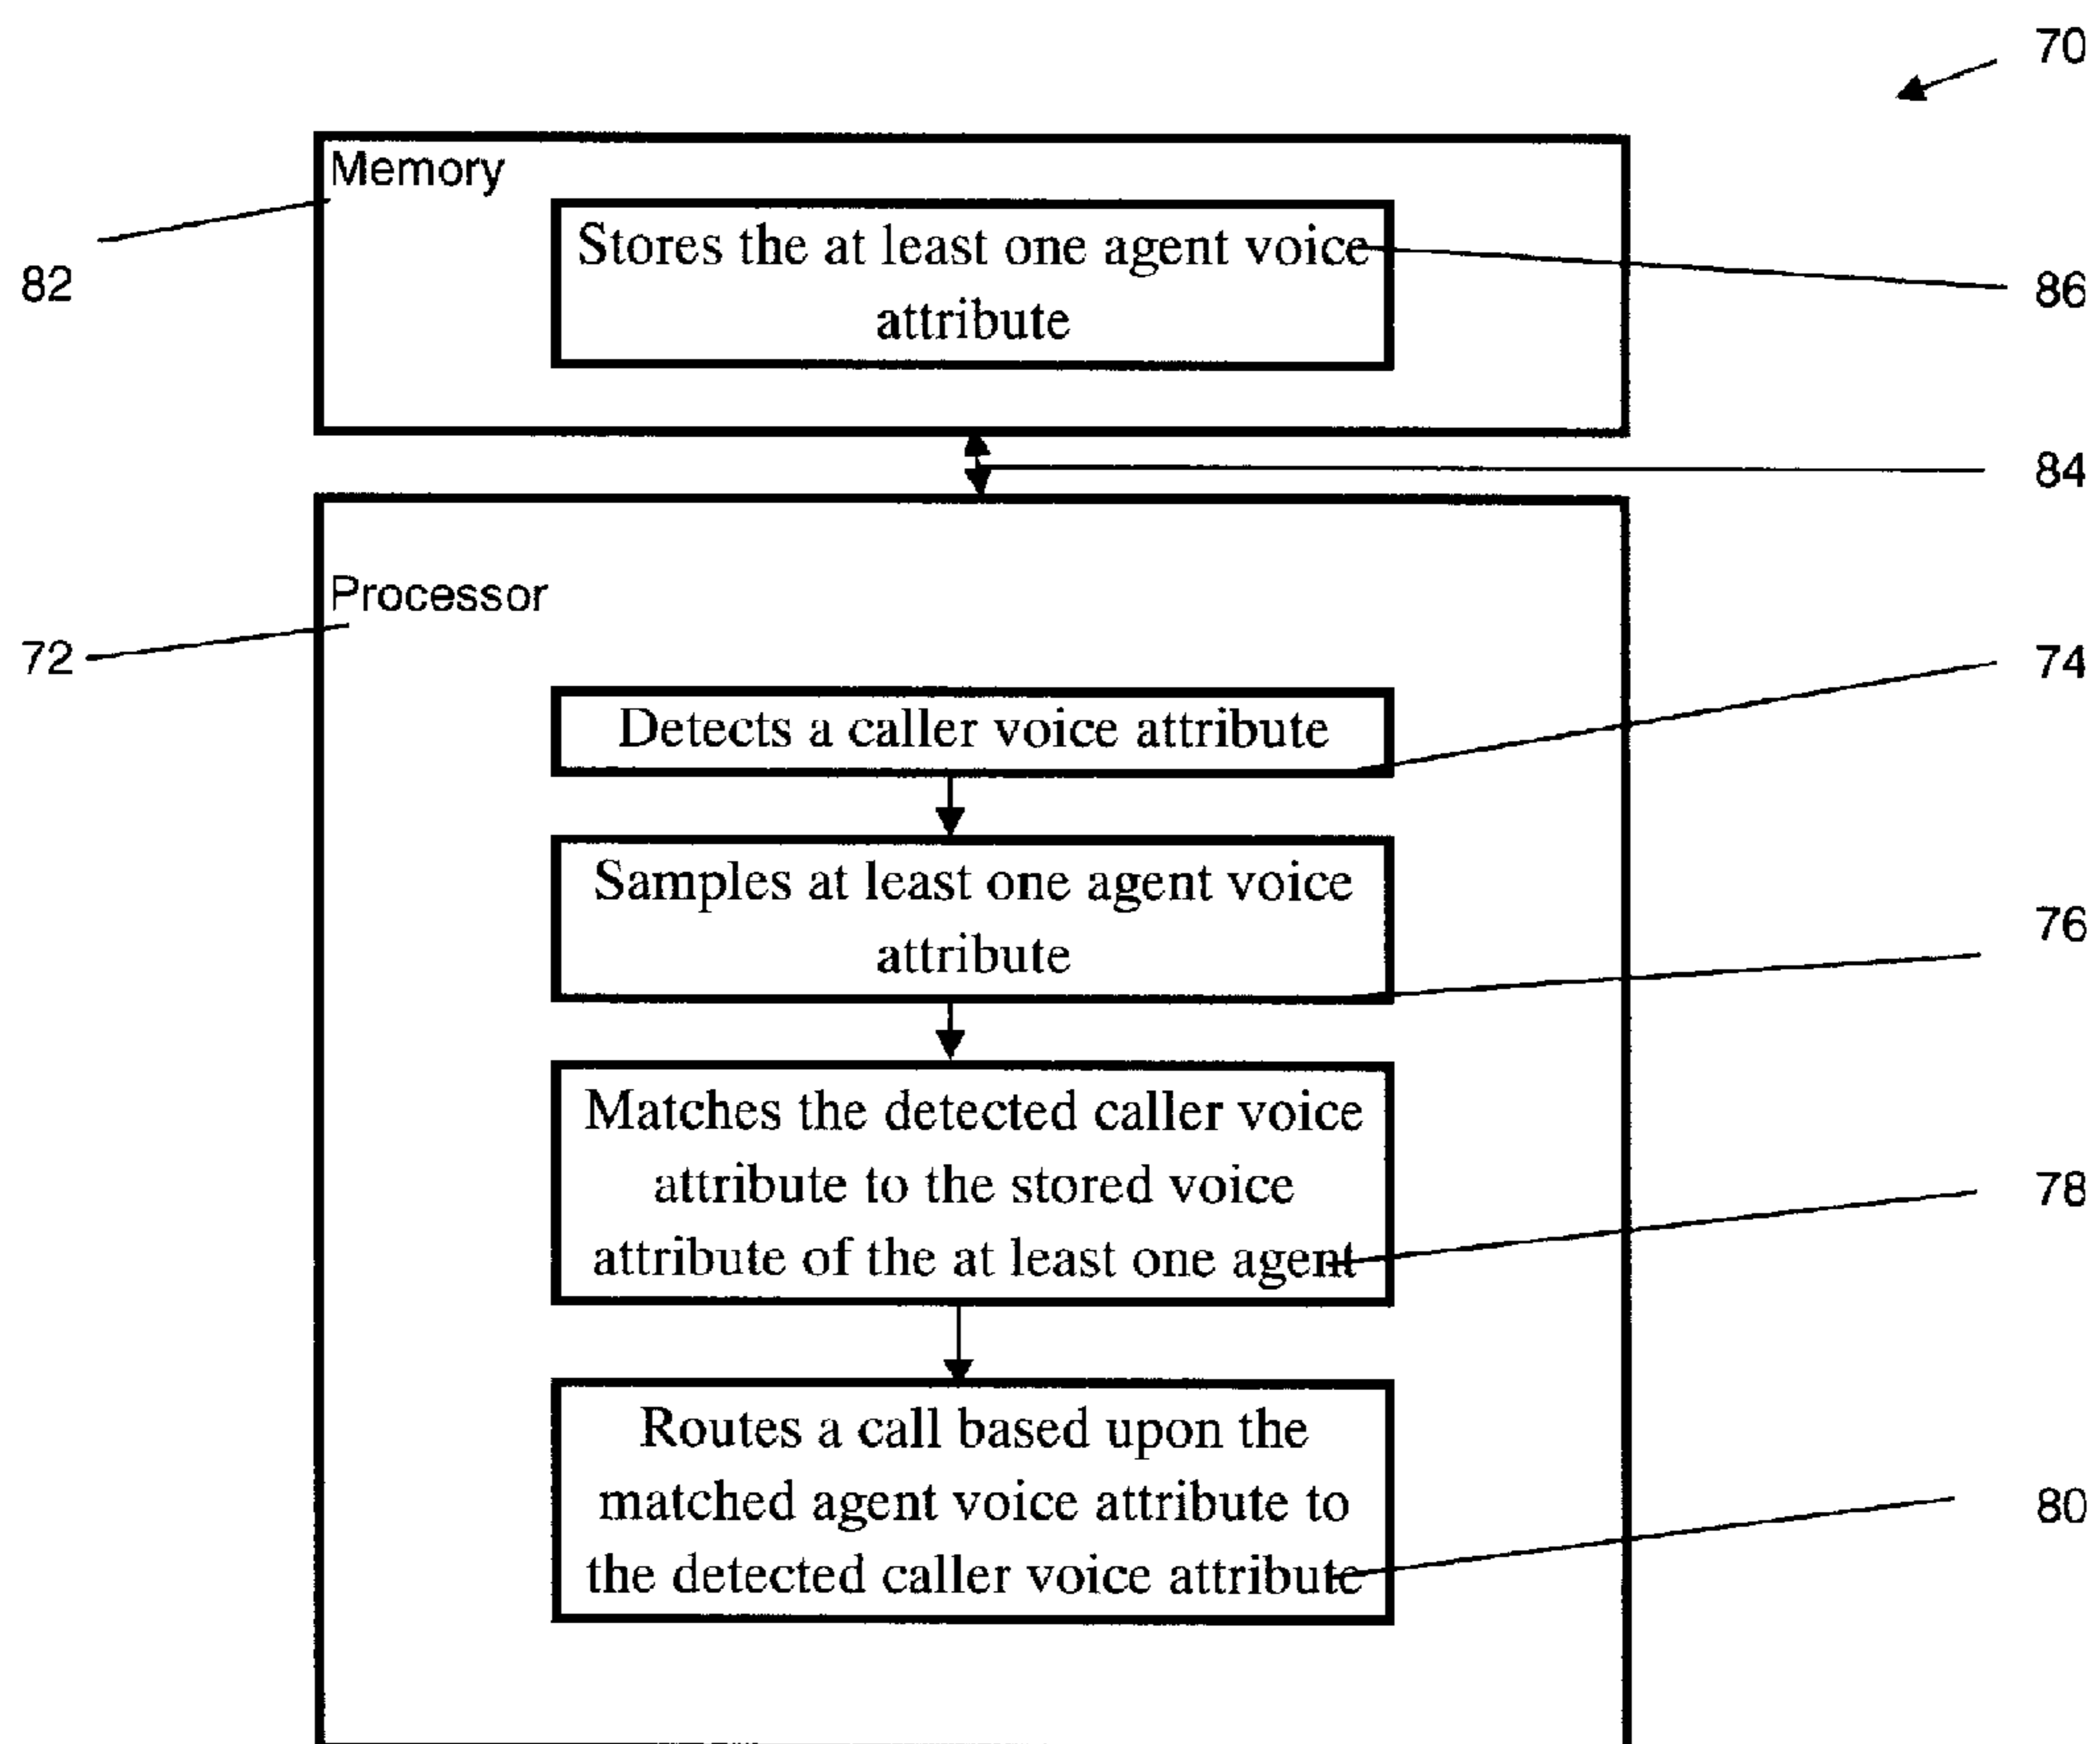 70
Memory
82
Stores the at least one agent voice
attribute
86
84
Processor
72
74
Detects a caller voice attribute
Samples at least one agent voice
attribute
76
Matches the detected caller voice
attribute to the stored voice
attribute of the at least one agent
78
Routes a call based upon the
matched agent voice attribute to
the detected caller voice attribute
80